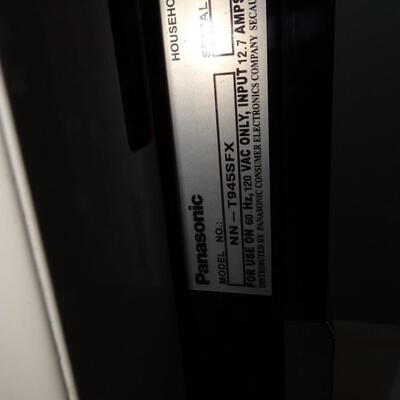 Panasonic
HOUSEHO
MODEL NO.:
SERIAL
NN - T945SFX
FOR USE ON 60 Hz, 120 VAC ONLY, INPUT 12.7 AMPS
DISTRIBUTED BY PANASONIC CONSUMER ELECTRONICS COMPANY SECAU